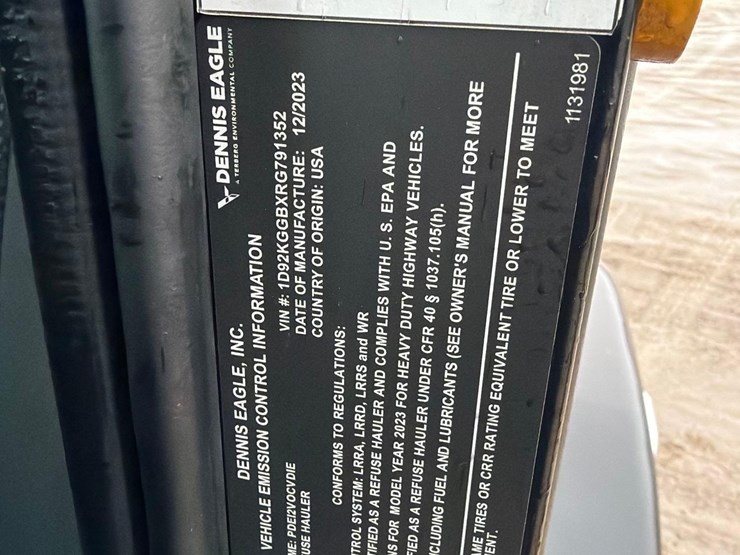 DENNIS EAGLE
A TERBERG ENVIRONMENTAL COMPANY
DENNIS EAGLE, INC.
VEHICLE EMISSION CONTROL INFORMATION
VIN #: 1D92KGGBXRG791352
DATE OF MANUFACTURE: 12/2023
COUNTRY OF ORIGIN: USA
ME: PDEI2VOCVDIE
USE HAULER
CONFORMS TO REGULATIONS:
TROL SYSTEM: LRRA, LRRD, LRRS and WR
TIFIED AS A REFUSE HAULER AND COMPLIES WITH U. S. EPA AND
S FOR MODEL YEAR 2023 FOR HEAVY DUTY HIGHWAY VEHICLES.
FIED AS A REFUSE HAULER UNDER CFR 40 § 1037.105(h).
CLUDING FUEL AND LUBRICANTS (SEE OWNER'S MANUAL FOR MORE
AME TIRES OR CRR RATING EQUIVALENT TIRE OR LOWER TO MEET
ENT.
1131981